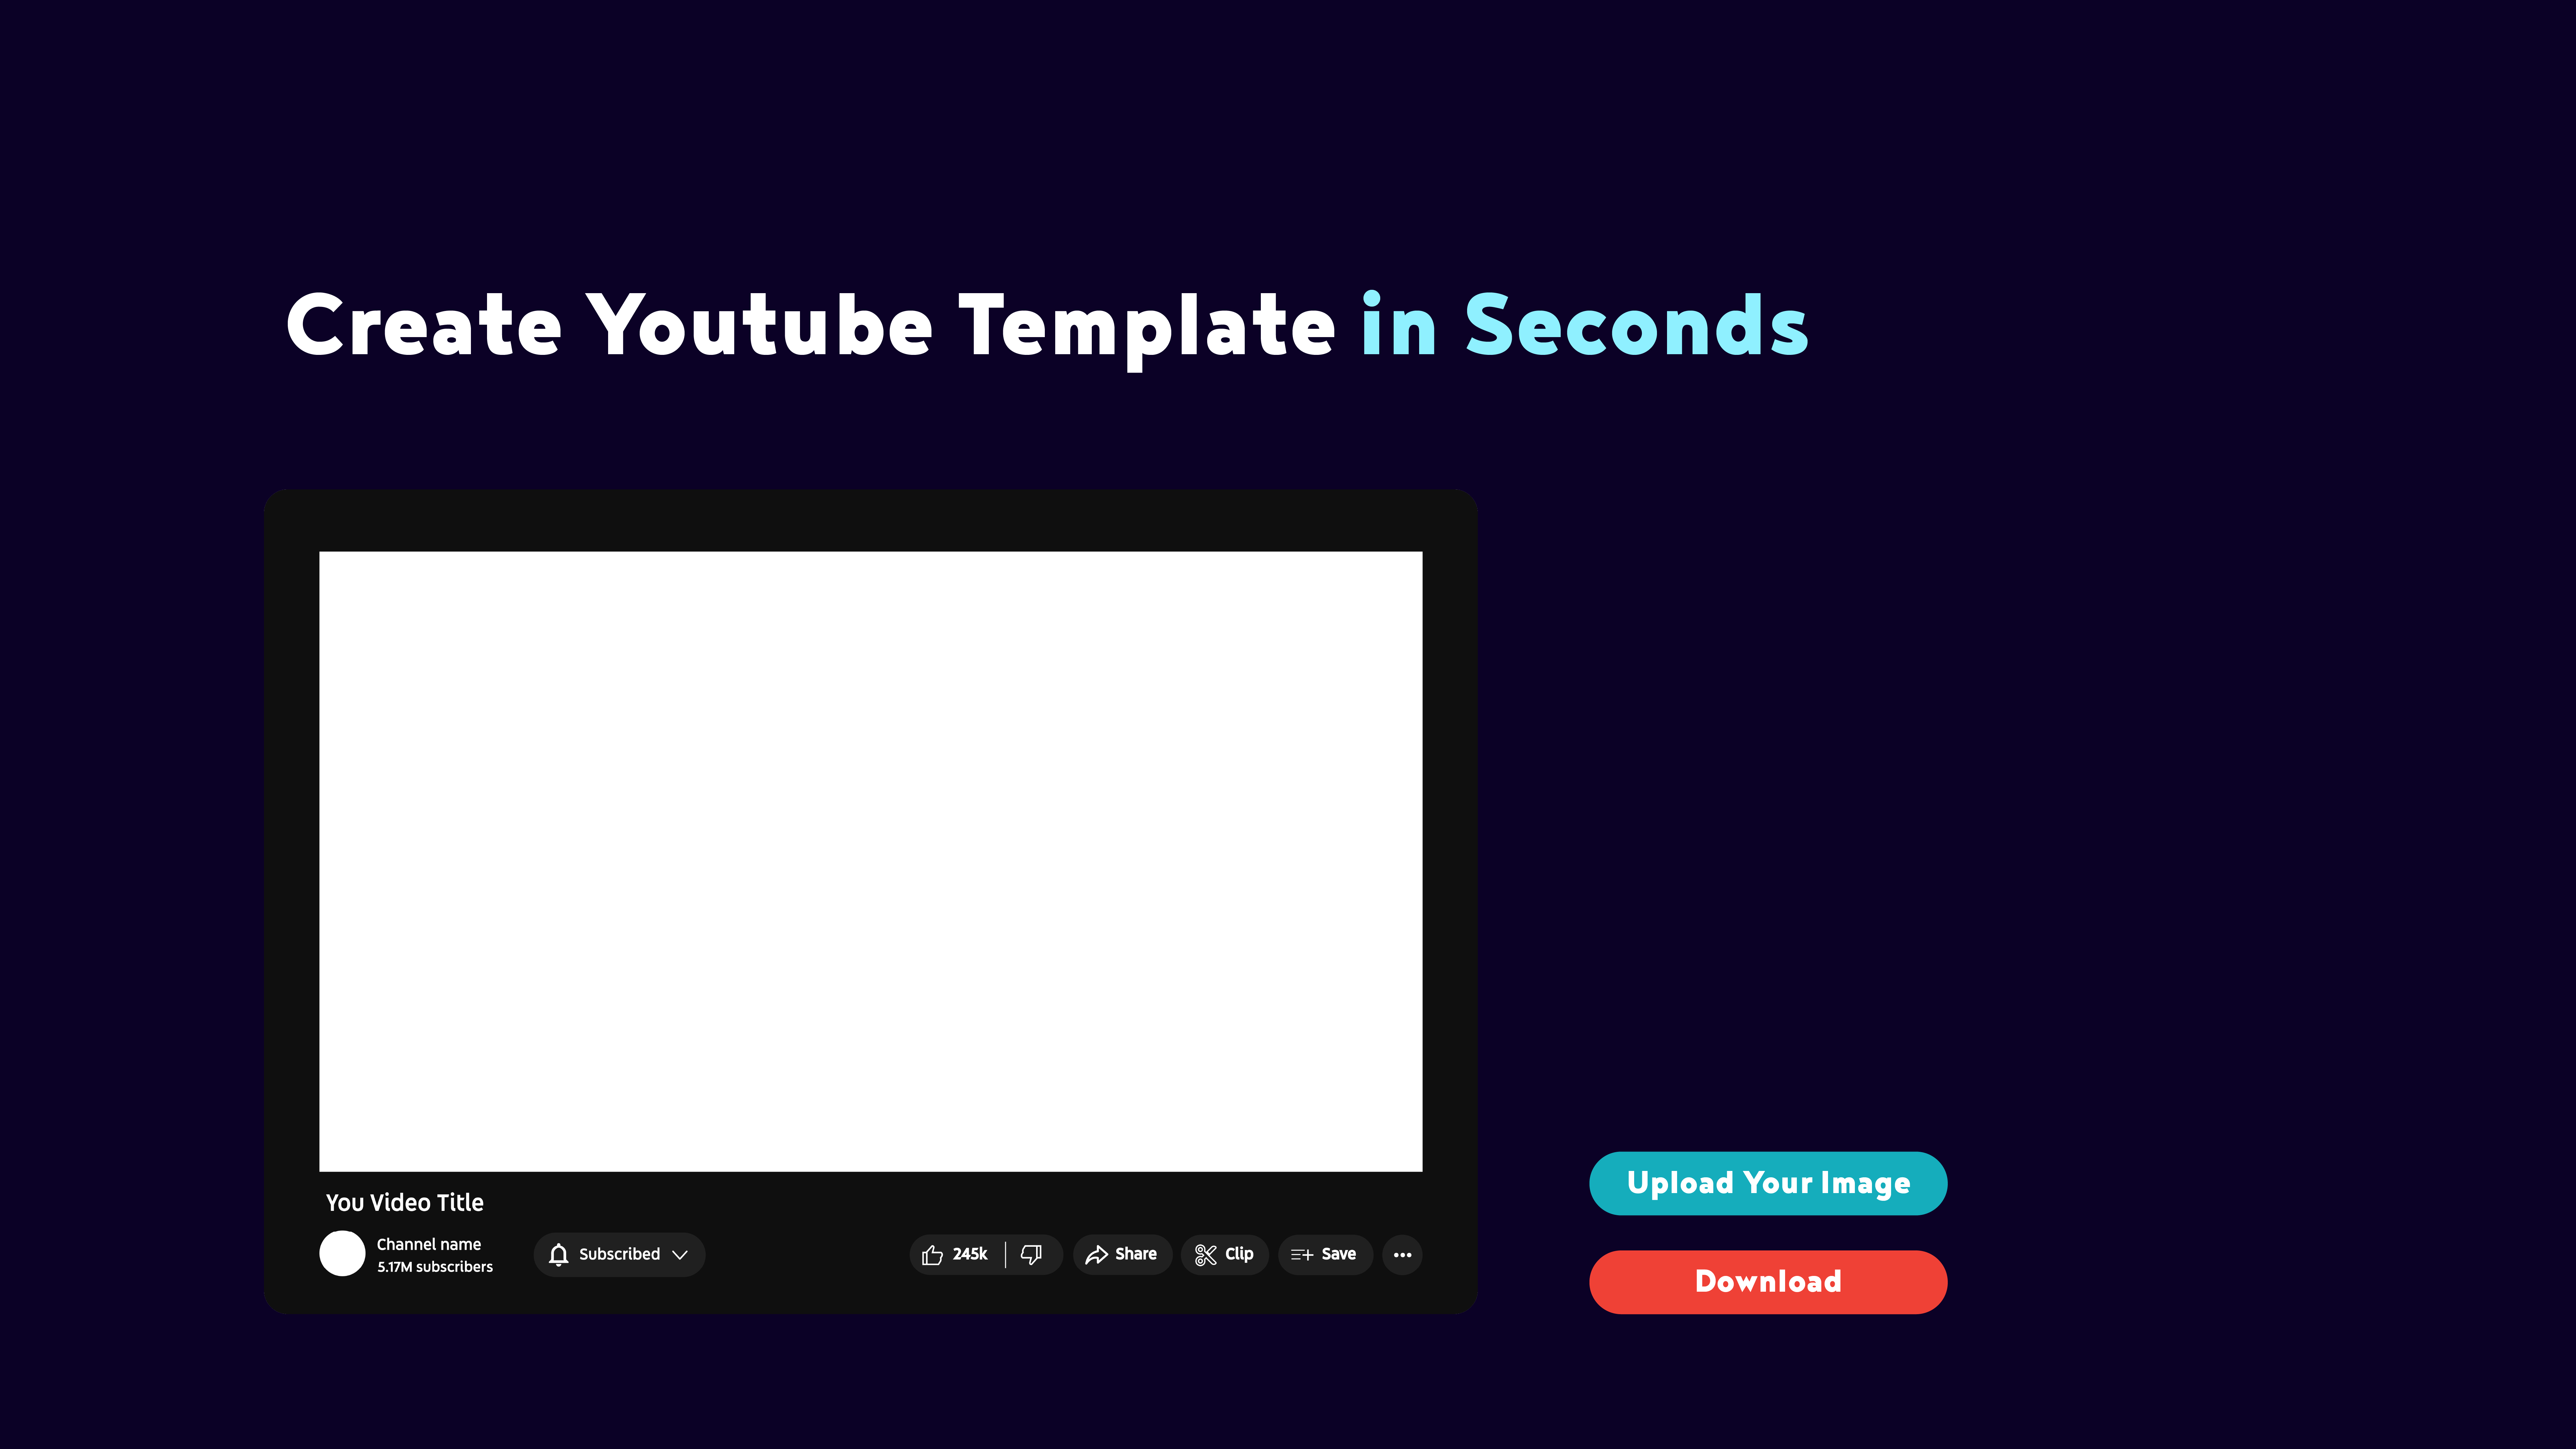 Create Youtube Template in Seconds
You Video Title
Channel name
5.17M subscribers
Subscribed
245k
Share
Clip
Save
Upload Your Image
Download